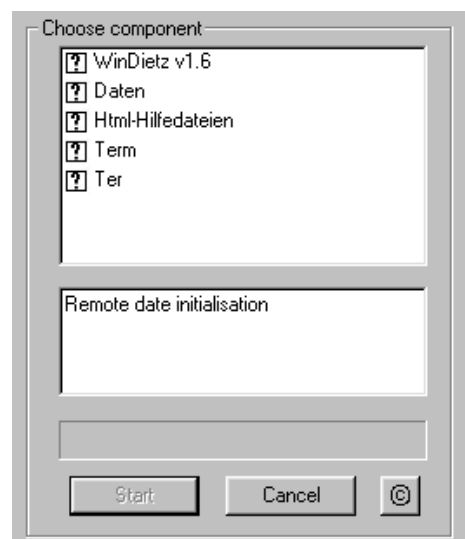 Choose component
? WinDietz v1.6
? Daten
? Html-Hilfedateien
? Term
? Ter
Remote date initialisation
Start Cancel ©